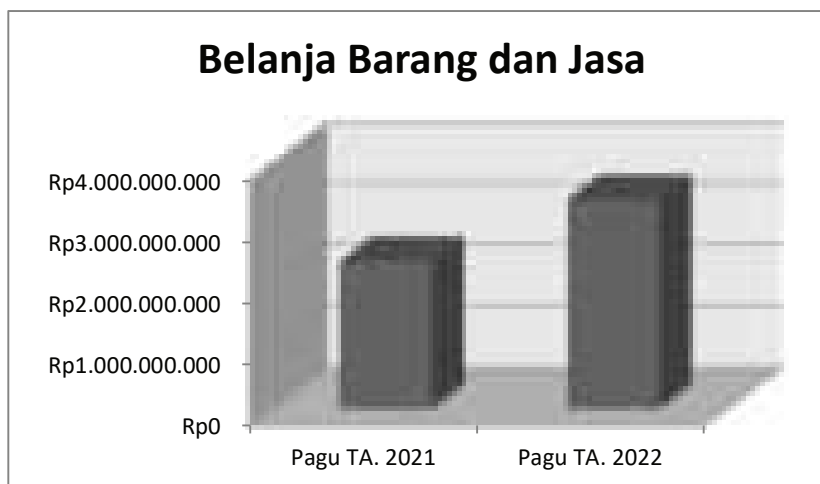 Belanja Barang dan Jasa
Rp4.000.000.000
Rp3.000.000.000
Rp2.000.000.000
Rp1.000.000.000
Rp0
Pagu TA. 2021 Pagu TA. 2022